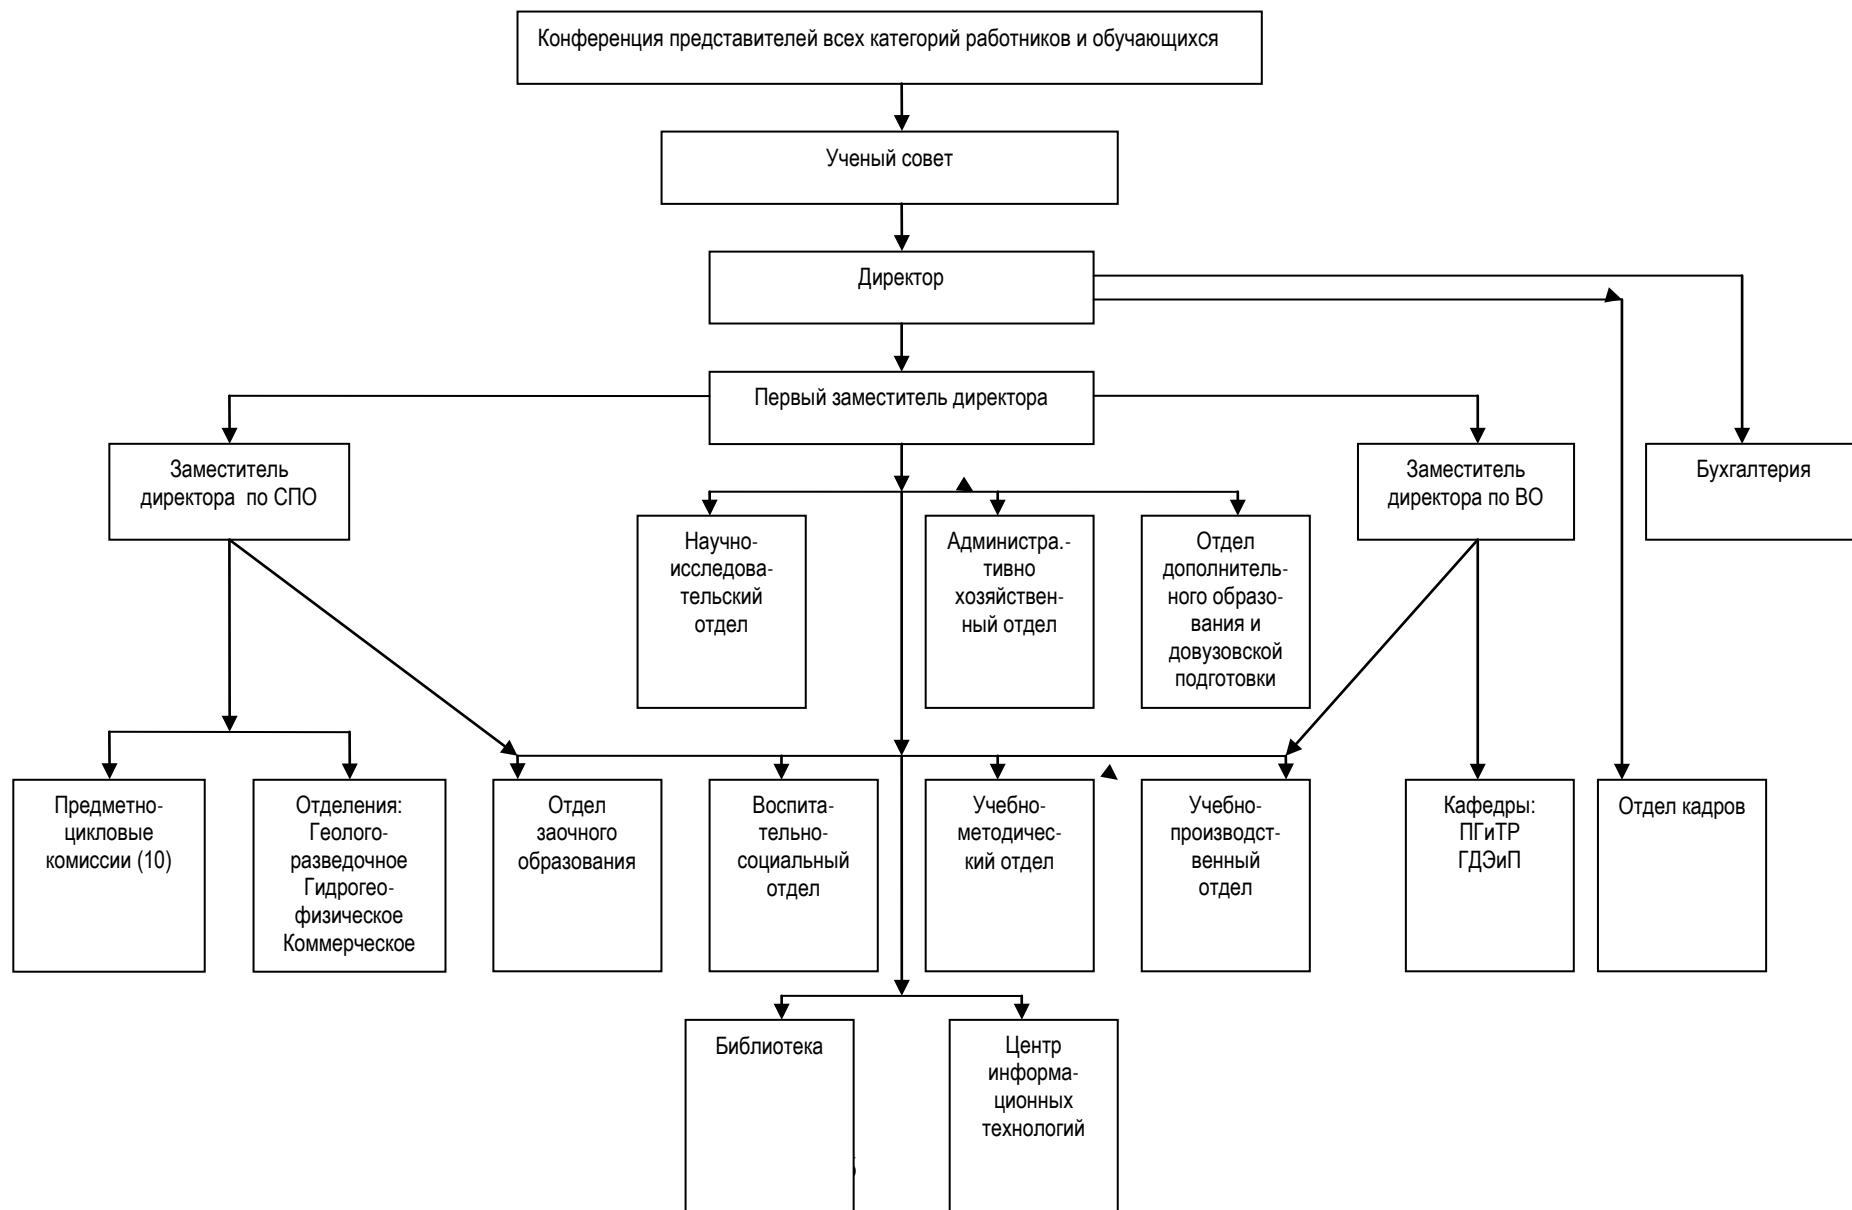 Конференция представителей всех категорий работников и обучающихся
Ученый совет
Директор
Первый заместитель директора
Заместитель
директора по СПО
Заместитель
директора по ВО
Бухгалтерия
Научно-
исследова-
тельский
отдел
Администра.-
тивно
хозяйствен-
ный отдел
Отдел
дополнитель-
ного образо-
вания и
довузовской
подготовки
Предметно-
цикловые
комиссии (10)
Отделения:
Геолого-
разведочное
Гидрогео-
физическое
Коммерческое
Отдел
заочного
образования
Воспита-
тельно-
социальный
отдел
Учебно-
методичес-
кий отдел
Учебно-
производст-
венный
отдел
Кафедры:
ПГиТР
ГДЭиП
Отдел кадров
Библиотека
Центр
информа-
ционных
технологий